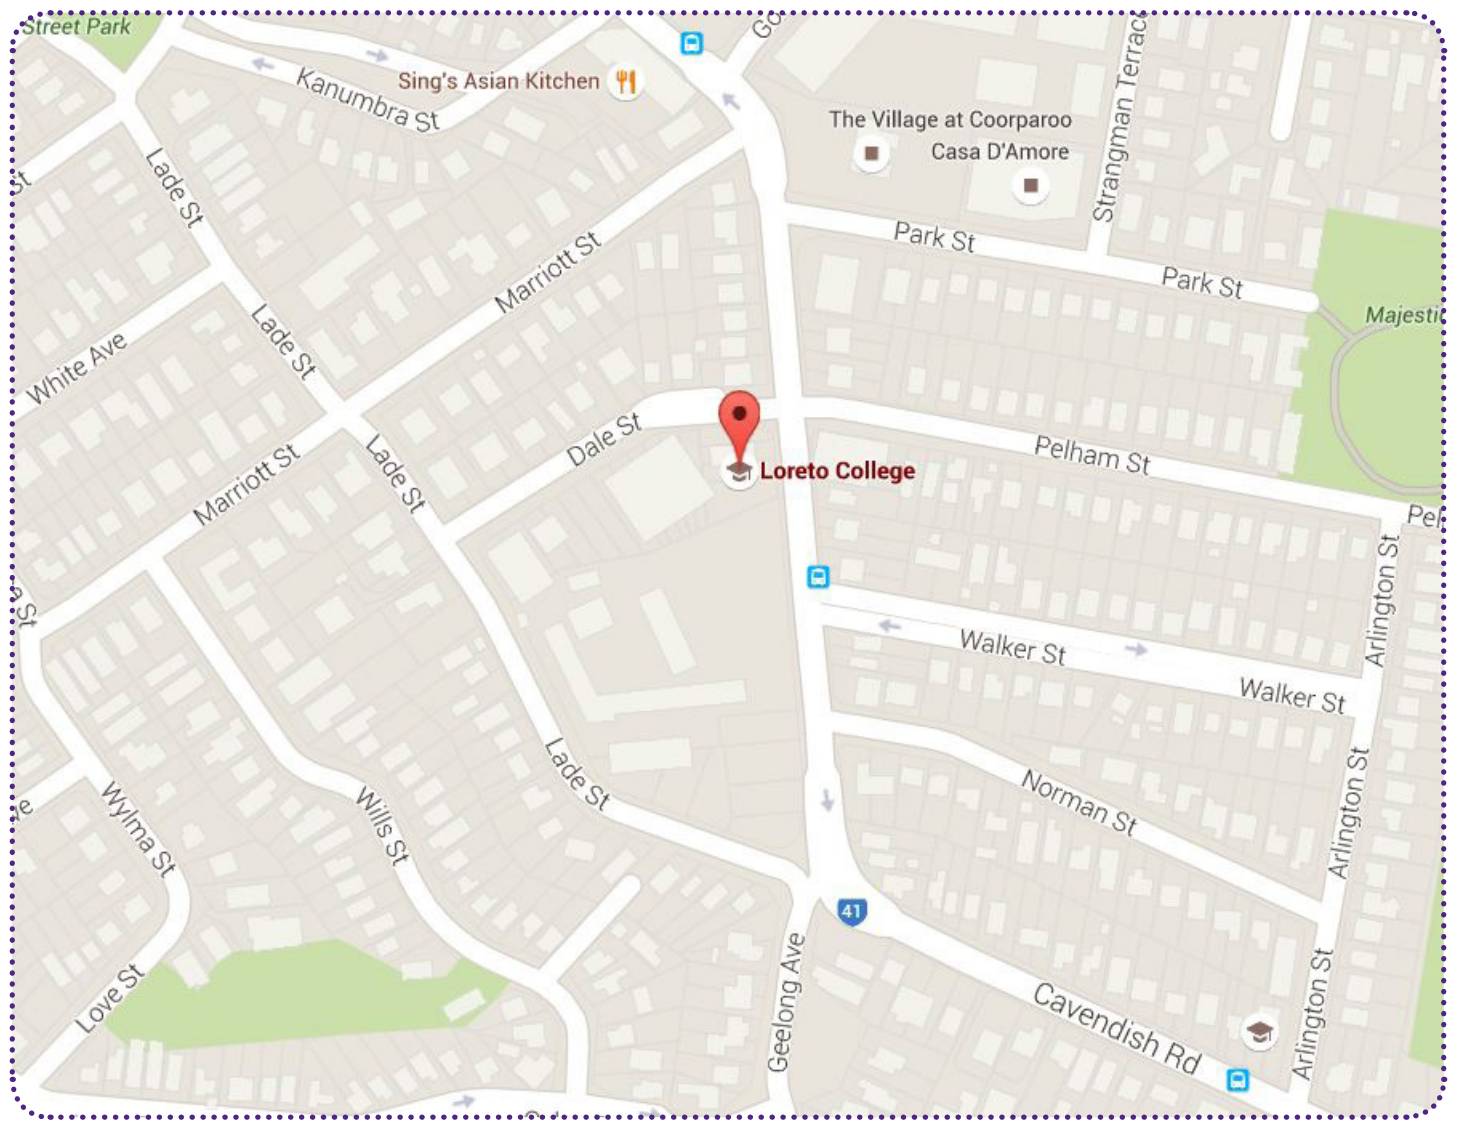 Street Park
Kanumbra St
Sing's Asian Kitchen
The Village at Coorparoo
Casa D'Amore
Strangman Terrace
Lade St
Park St
Park St
Marriott St
Lade St
White Ave
Majestic
Dale St
Pelham St
Marriott St
Lade St
Loreto College
Pel
Arlington St
Walker St
Walker St
Lade St
Norman St
Arlington St
Wylma St
Wills St
41
Geelong Ave
Love St
Cavendish Rd
Arlington St